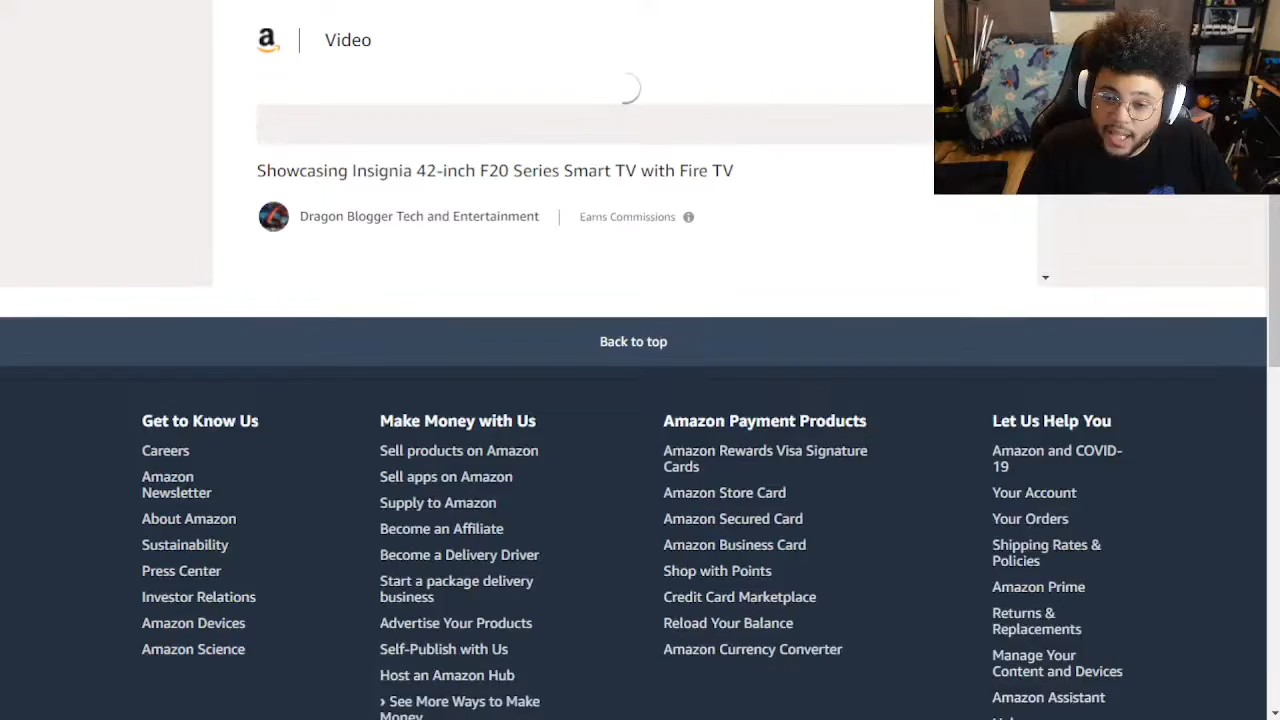 Video
Showcasing Insignia 42-inch F20 Series Smart TV with Fire TV
Dragon Blogger Tech and Entertainment
Earns Commissions
Back to top
Get to Know Us
Careers
Amazon
Newsletter
About Amazon
Sustainability
Press Center
Investor Relations
Amazon Devices
Amazon Science
Make Money with Us
Sell products on Amazon
Sell apps on Amazon
Supply to Amazon
Become an Affiliate
Become a Delivery Driver
Start a package delivery
business
Advertise Your Products
Self-Publish with Us
Host an Amazon Hub
› See More Ways to Make
Money
Amazon Payment Products
Amazon Rewards Visa Signature
Cards
Amazon Store Card
Amazon Secured Card
Amazon Business Card
Shop with Points
Credit Card Marketplace
Reload Your Balance
Amazon Currency Converter
Let Us Help You
Amazon and COVID-
19
Your Account
Your Orders
Shipping Rates &
Policies
Amazon Prime
Returns &
Replacements
Manage Your
Content and Devices
Amazon Assistant